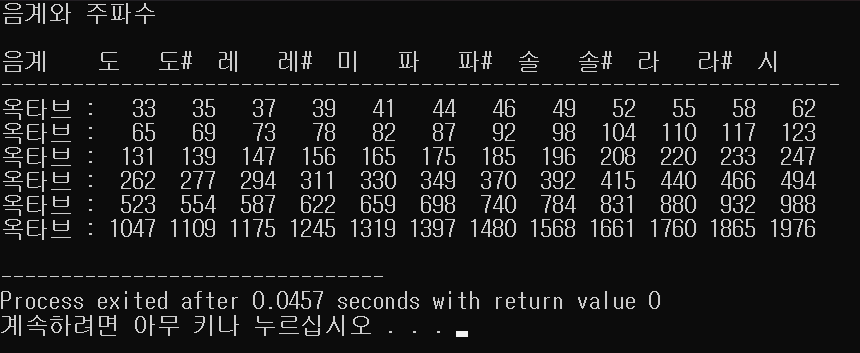 음계와 주파수
음계 도 도# 레 레# 미 파 파# 솔 솔# 라 라# 시
--------------------------------------------------------------------------------
옥타브 : 33 35 37 39 41 44 46 49 52 55 58 62
옥타브 : 65 69 73 78 82 87 92 98 104 110 117 123
옥타브 : 131 139 147 156 165 175 185 196 208 220 233 247
옥타브 : 262 277 294 311 330 349 370 392 415 440 466 494
옥타브 : 523 554 587 622 659 698 740 784 831 880 932 988
옥타브 : 1047 1109 1175 1245 1319 1397 1480 1568 1661 1760 1865 1976
--------------------------------
Process exited after 0.0457 seconds with return value 0
계속하려면 아무 키나 누르십시오 . . .